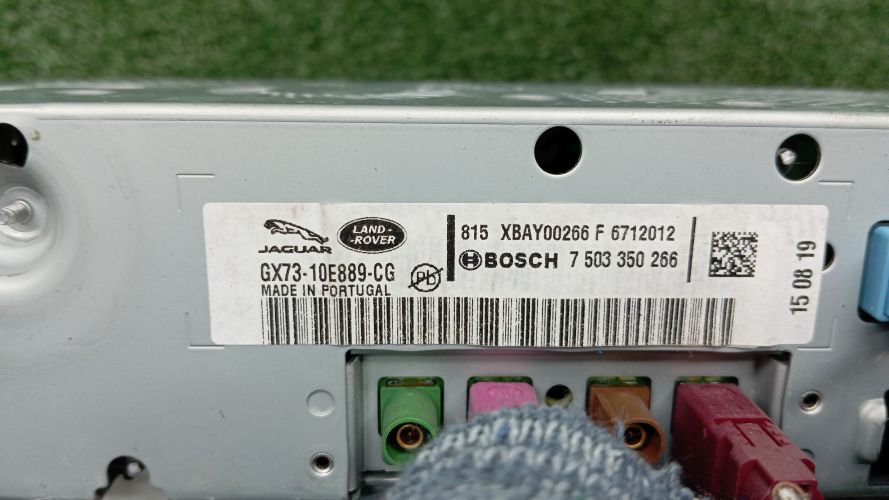 JAGUAR
LAND-
-ROVER
GX73-10E889-CG
Pb
MADE IN PORTUGAL
815 XBAY00266 F 6712012
BOSCH 7 503 350 266
15 08 19